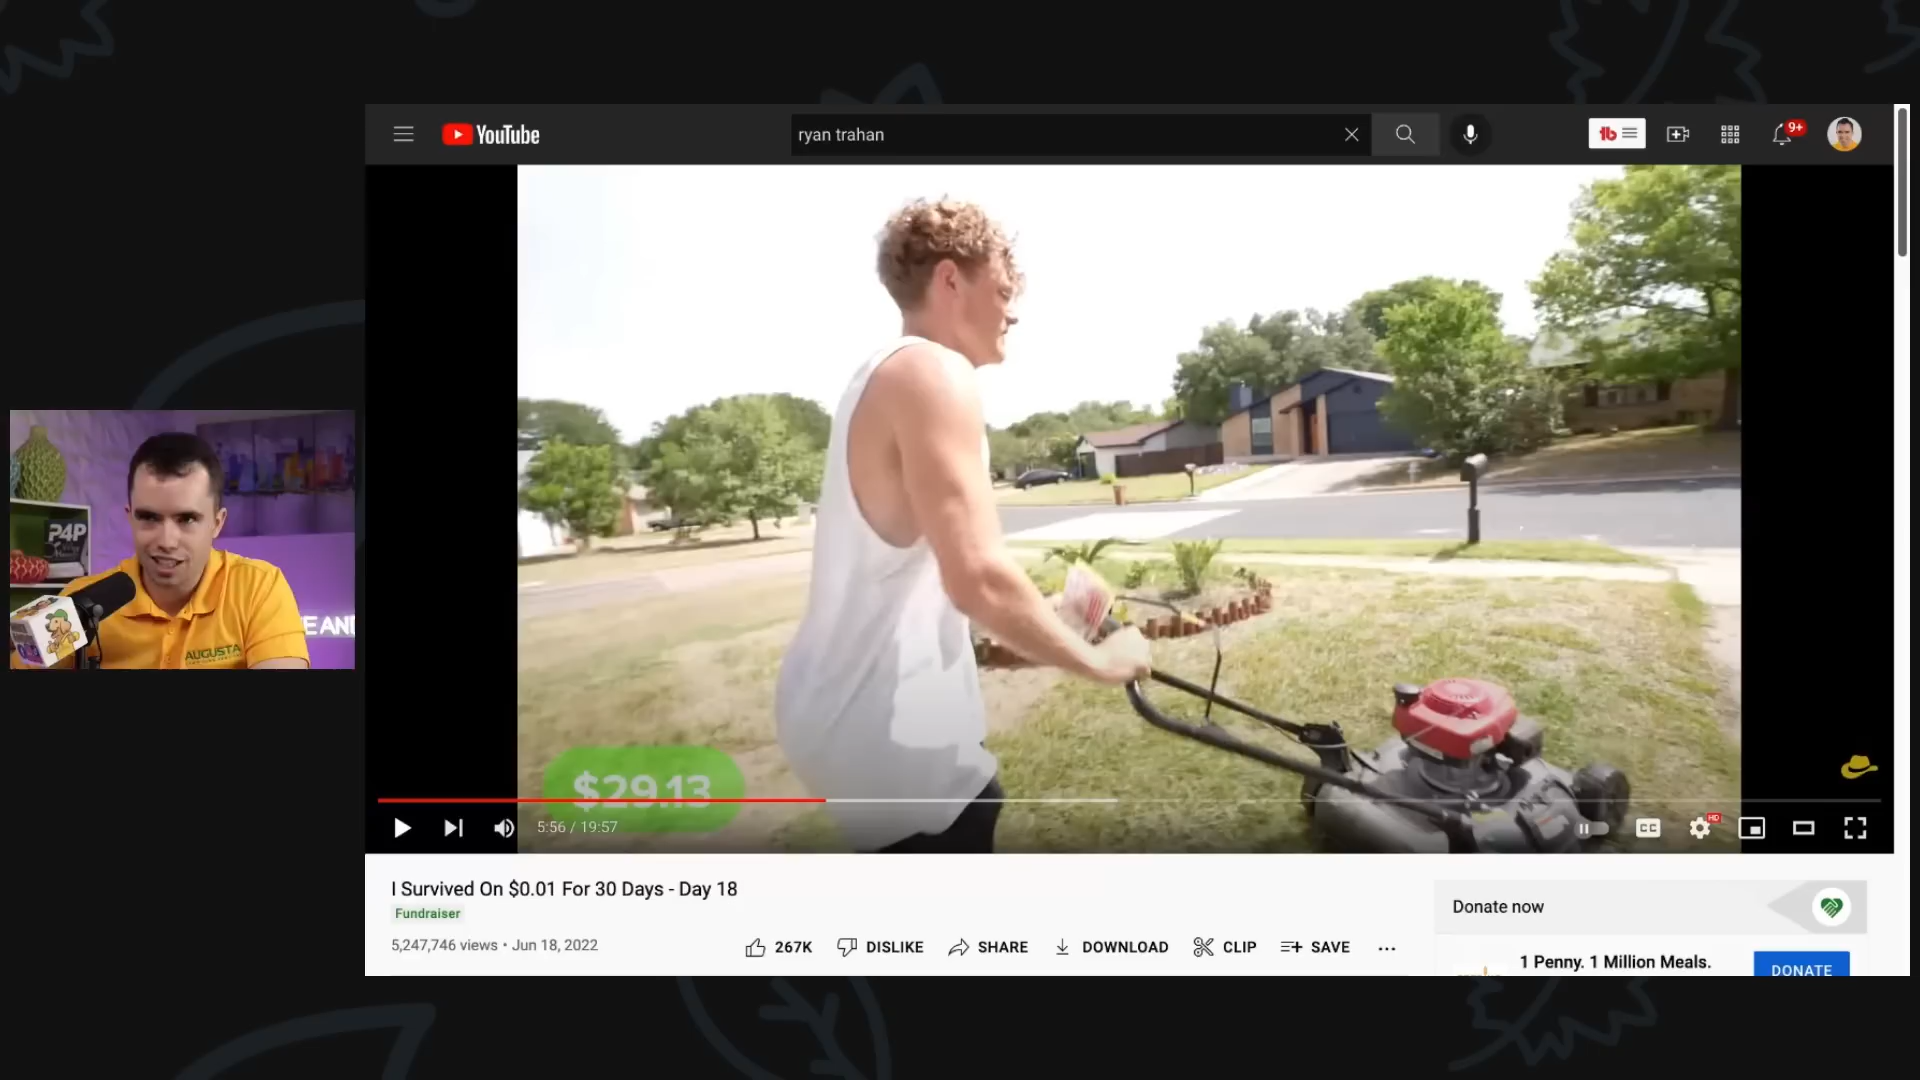 YouTube
ryan trahan
9+
P4P
E AND
AUGUSTA
$29.13
5:56 / 19:57
CC
HD
I Survived On $0.01 For 30 Days - Day 18
Fundraiser
5,247,746 views • Jun 18, 2022
267K
DISLIKE
SHARE
DOWNLOAD
CLIP
SAVE
Donate now
1 Penny. 1 Million Meals.
DONATE